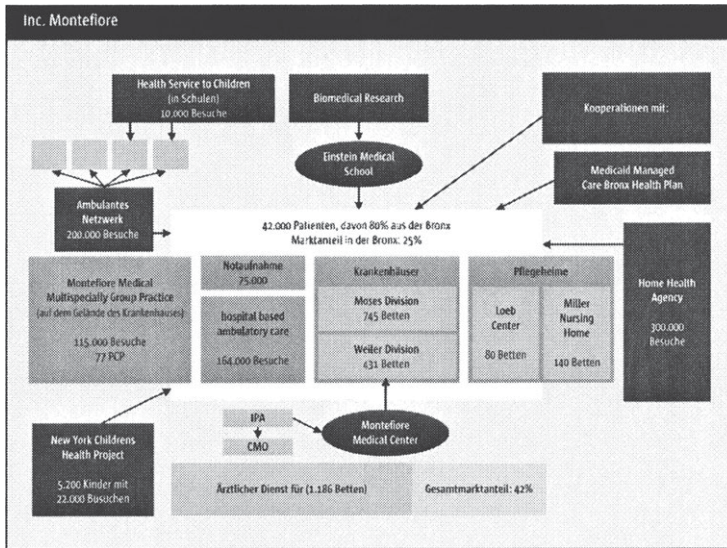 Inc. Montefiore
Health Service to Children
(in Schulen)
10.000 Besuche
Biomedical Research
Kooperationen mit:
Einstein Medical
School
Medicaid Managed
Care Bronx Health Plan
Ambulantes
Netzwerk
200.000 Besuche
42.000 Patienten, davon 80% aus der Bronx
Marktanteil in der Bronx: 25%
Montefiore Medical
Multispecially Group Practice
(auf dem Gelände des Krankenhauses)
115.000 Besuche
77 PCP
Notaufnahme
75.000
hospital based
ambulatory care
164.000 Besuche
Krankenhäuser
Moses Division
745 Betten
Weiler Division
431 Betten
Pflegeheime
Loeb
Center
80 Betten
Miller
Nursing
Home
140 Betten
Home Health
Agency
300.000
Besuche
New York Childrens
Health Project
5.200 Kinder mit
22.000 Busuchen
IPA
CMO
Montefiore
Medical Center
Ärztlicher Dienst für (1.186 Betten)
Gesamtmarktanteil: 42%